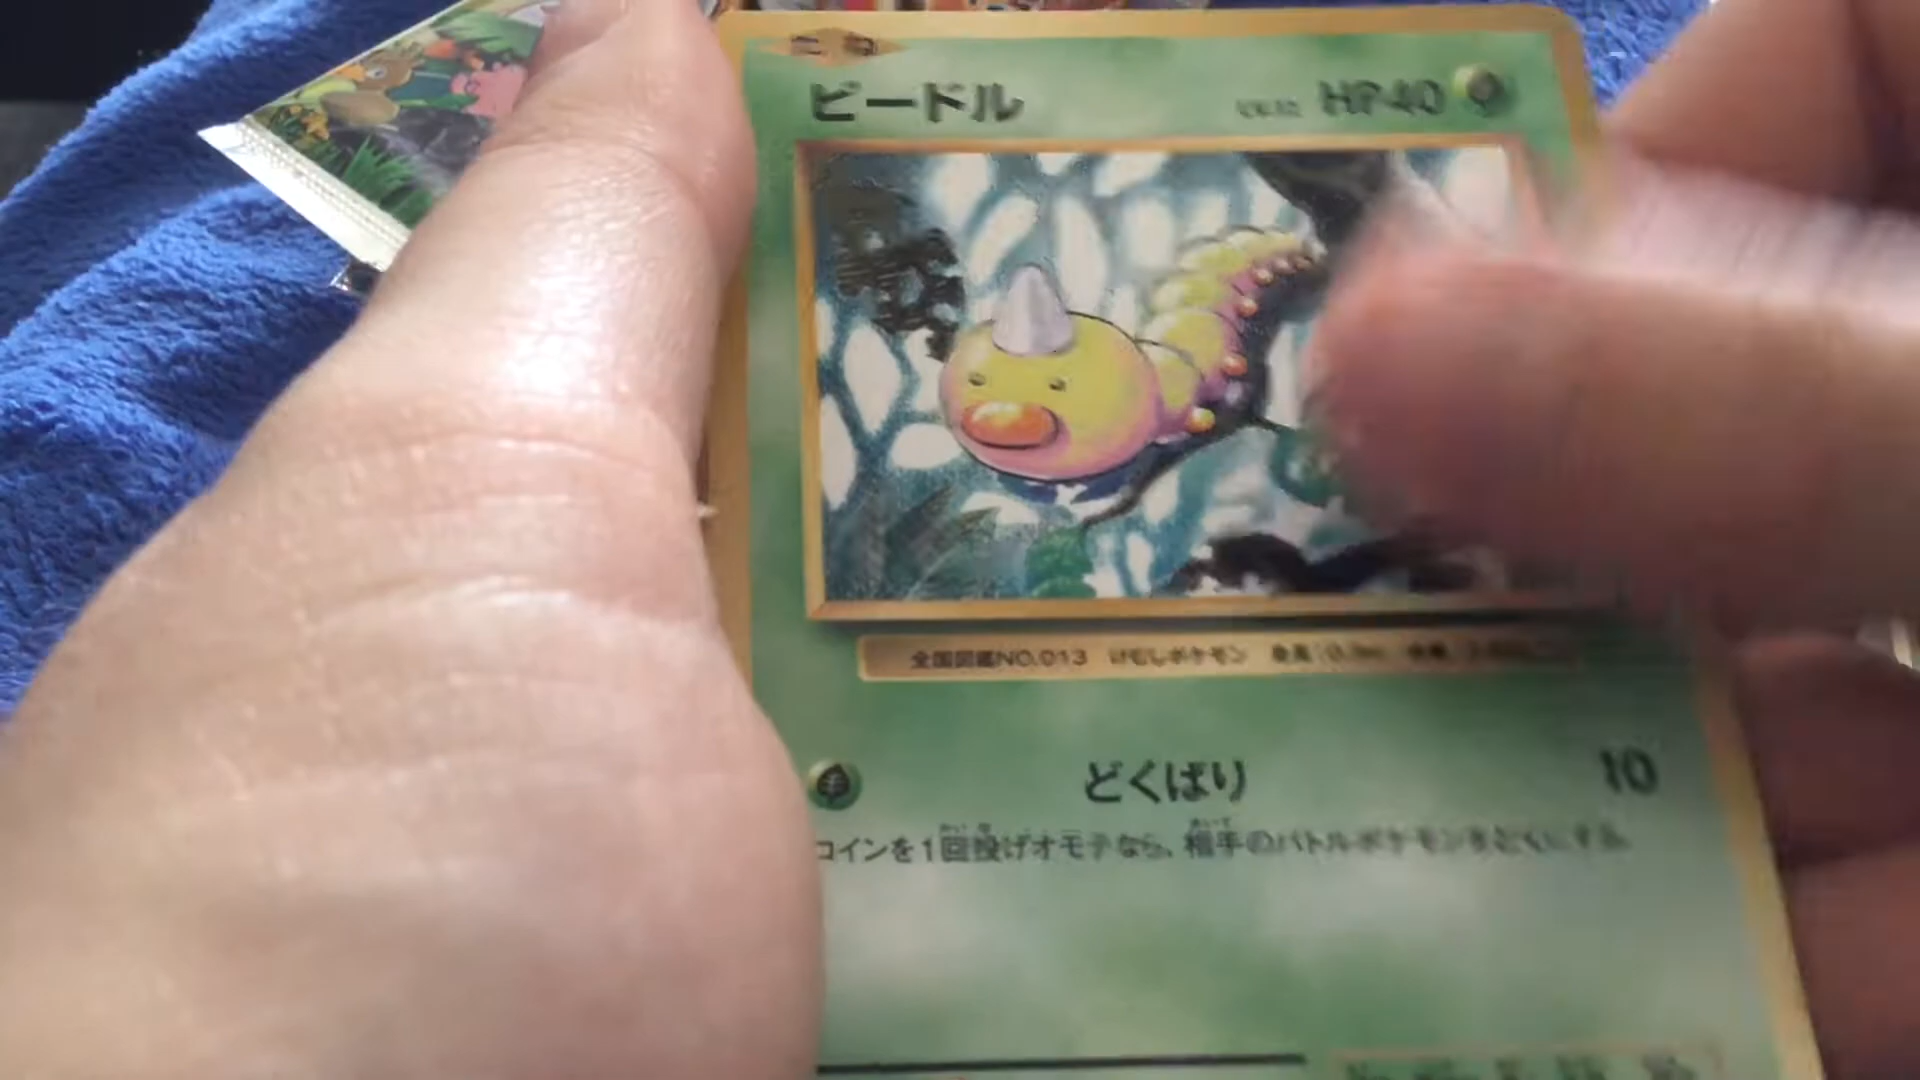 ビードル HP40
全国図鑑NO.013 けむしポケモン
どくばり 10
コインを1回投げオモテなら、相手のバトルポケモンをどくにする。